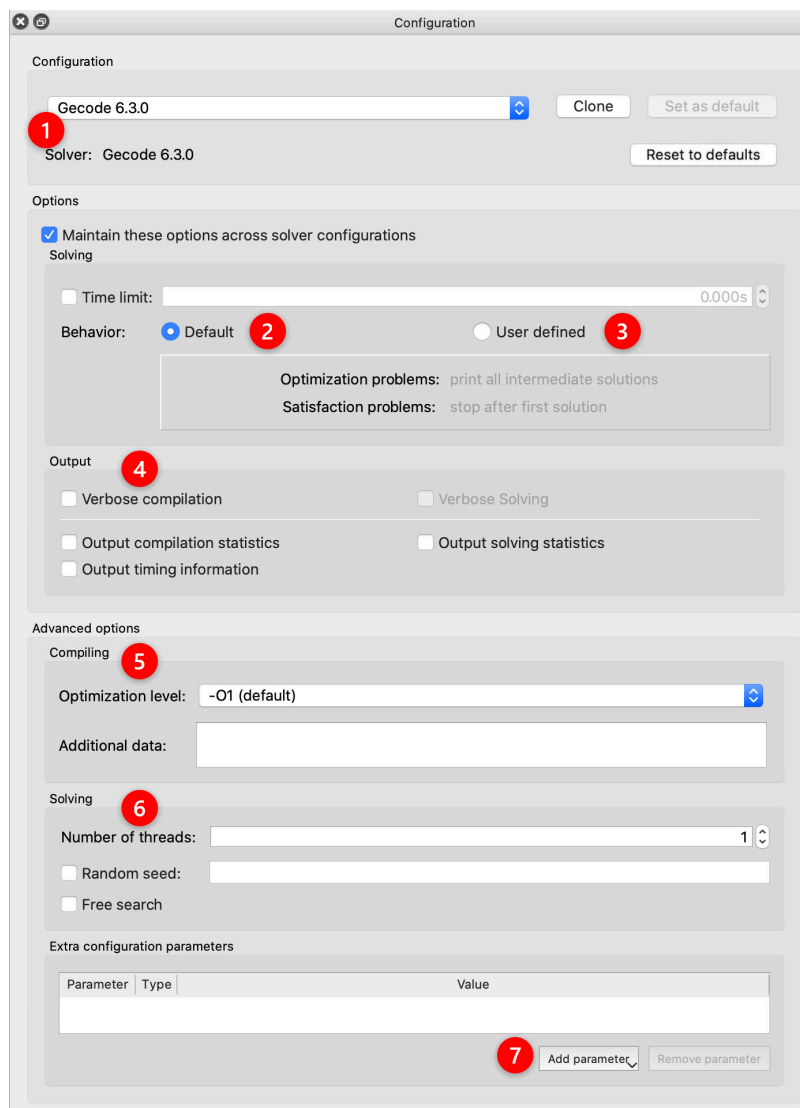 Configuration
Configuration
Gecode 6.3.0
Clone
Set as default
1
Solver: Gecode 6.3.0
Reset to defaults
Options
Maintain these options across solver configurations
Solving
Time limit:
0.000s
Behavior:
Default
2
User defined
3
Optimization problems: print all intermediate solutions
Satisfaction problems: stop after first solution
Output
4
Verbose compilation
Verbose Solving
Output compilation statistics
Output solving statistics
Output timing information
Advanced options
Compiling
5
Optimization level: -O1 (default)
Additional data:
Solving
6
Number of threads: 1
Random seed:
Free search
Extra configuration parameters
Parameter Type Value
7
Add parameter
Remove parameter